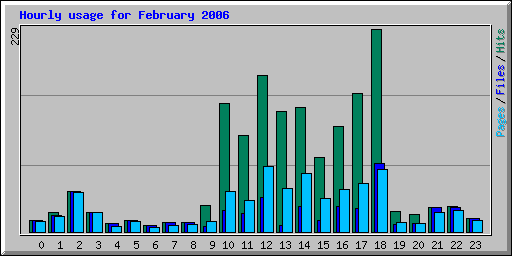 Hourly usage for February 2006
229
Pages / Files / Hits
0 1 2 3 4 5 6 7 8 9 10 11 12 13 14 15 16 17 18 19 20 21 22 23